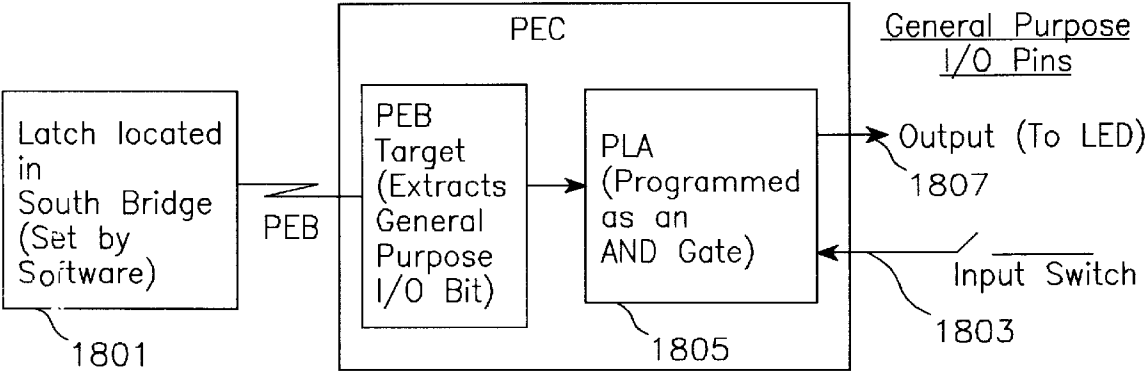 PEC
General Purpose
I/O Pins
Latch located
in
South Bridge
(Set by
Software)
1801
PEB
PEB
Target
(Extracts
General
Purpose
I/O Bit)
PLA
(Programmed
as an
AND Gate)
1805
Output (To LED)
1807
Input Switch
1803